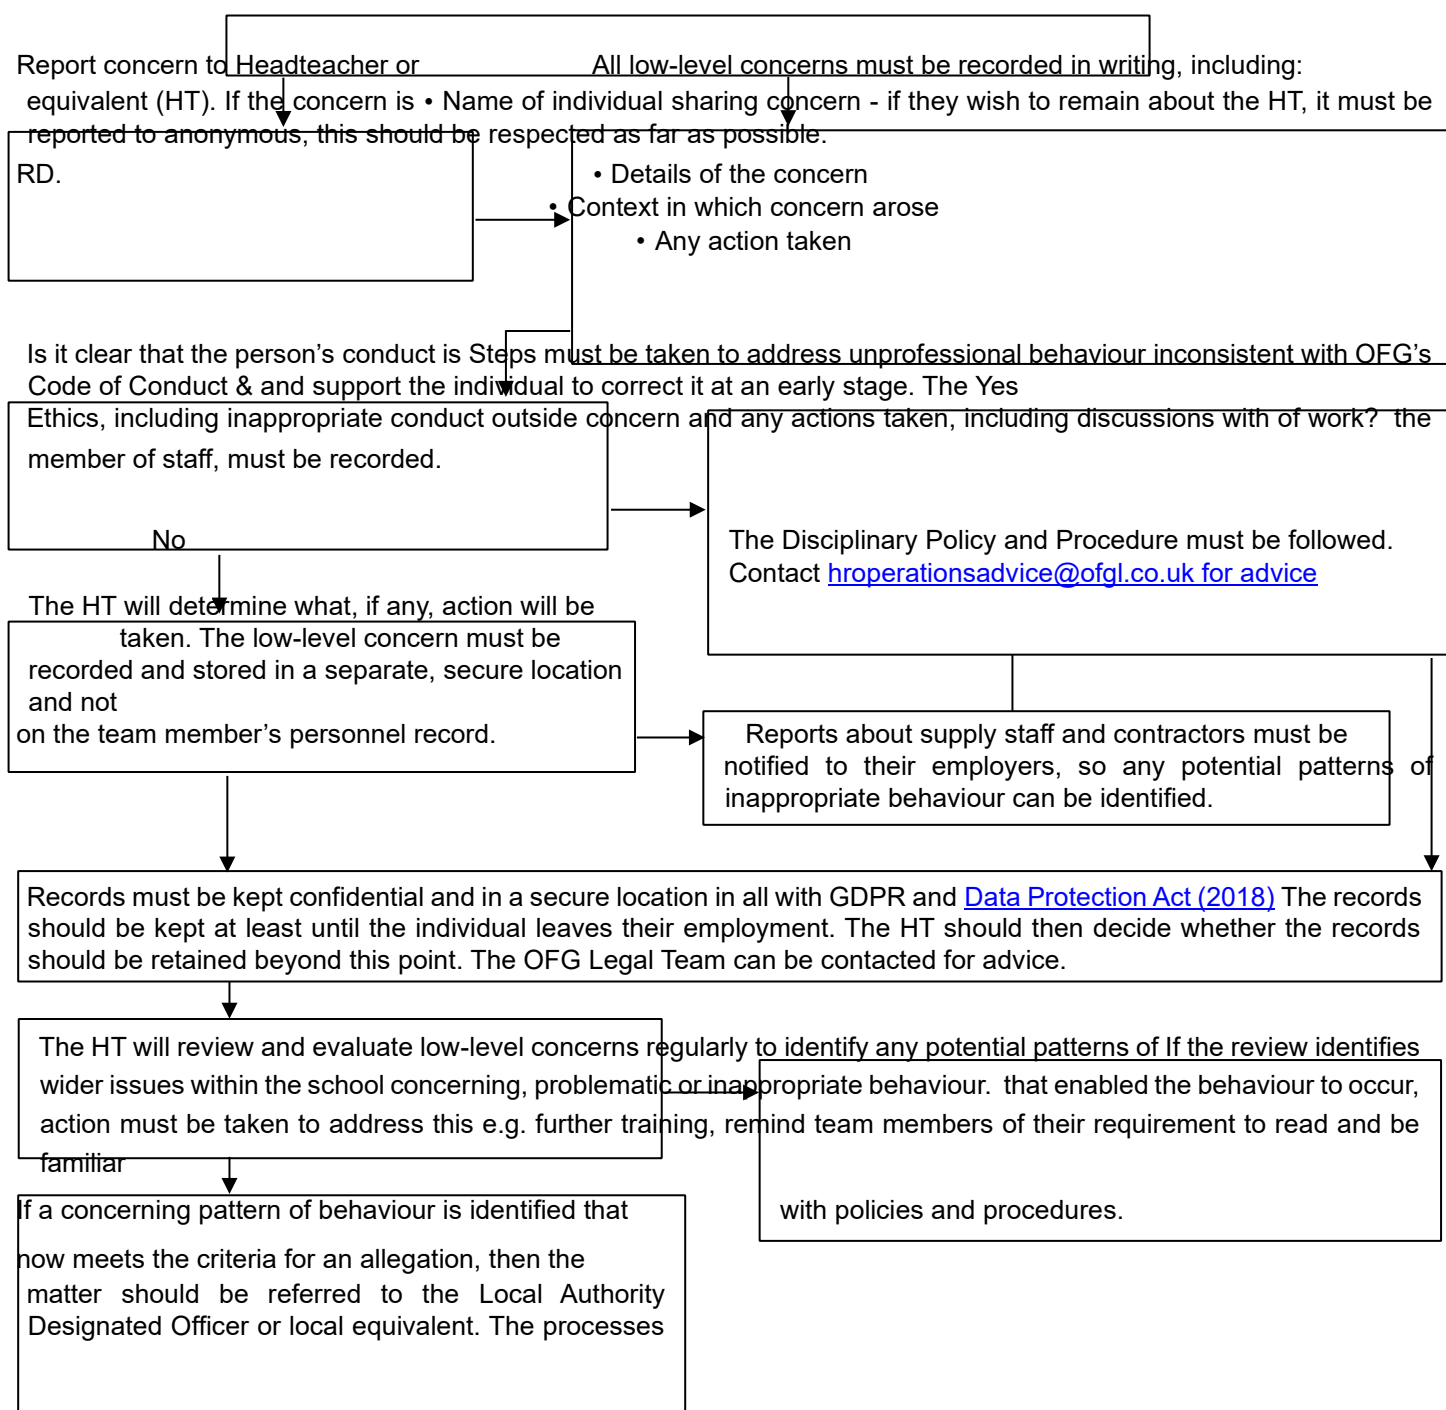 Report concern to Headteacher or All low-level concerns must be recorded in writing, including:
equivalent (HT). If the concern is • Name of individual sharing concern - if they wish to remain about the HT, it must be
reported to anonymous, this should be respected as far as possible.
RD. • Details of the concern
• Context in which concern arose
• Any action taken
Is it clear that the person’s conduct is Steps must be taken to address unprofessional behaviour inconsistent with OFG’s
Code of Conduct & and support the individual to correct it at an early stage. The Yes
Ethics, including inappropriate conduct outside concern and any actions taken, including discussions with of work? the
member of staff, must be recorded.
No
The Disciplinary Policy and Procedure must be followed.
Contact hroperationsadvice@ofgl.co.uk for advice
The HT will determine what, if any, action will be
taken. The low-level concern must be
recorded and stored in a separate, secure location
and not
on the team member’s personnel record.
Reports about supply staff and contractors must be
notified to their employers, so any potential patterns of
inappropriate behaviour can be identified.
Records must be kept confidential and in a secure location in all with GDPR and Data Protection Act (2018) The records
should be kept at least until the individual leaves their employment. The HT should then decide whether the records
should be retained beyond this point. The OFG Legal Team can be contacted for advice.
The HT will review and evaluate low-level concerns regularly to identify any potential patterns of If the review identifies
wider issues within the school concerning, problematic or inappropriate behaviour. that enabled the behaviour to occur,
action must be taken to address this e.g. further training, remind team members of their requirement to read and be
familiar
with policies and procedures.
If a concerning pattern of behaviour is identified that
now meets the criteria for an allegation, then the
matter should be referred to the Local Authority
Designated Officer or local equivalent. The processes